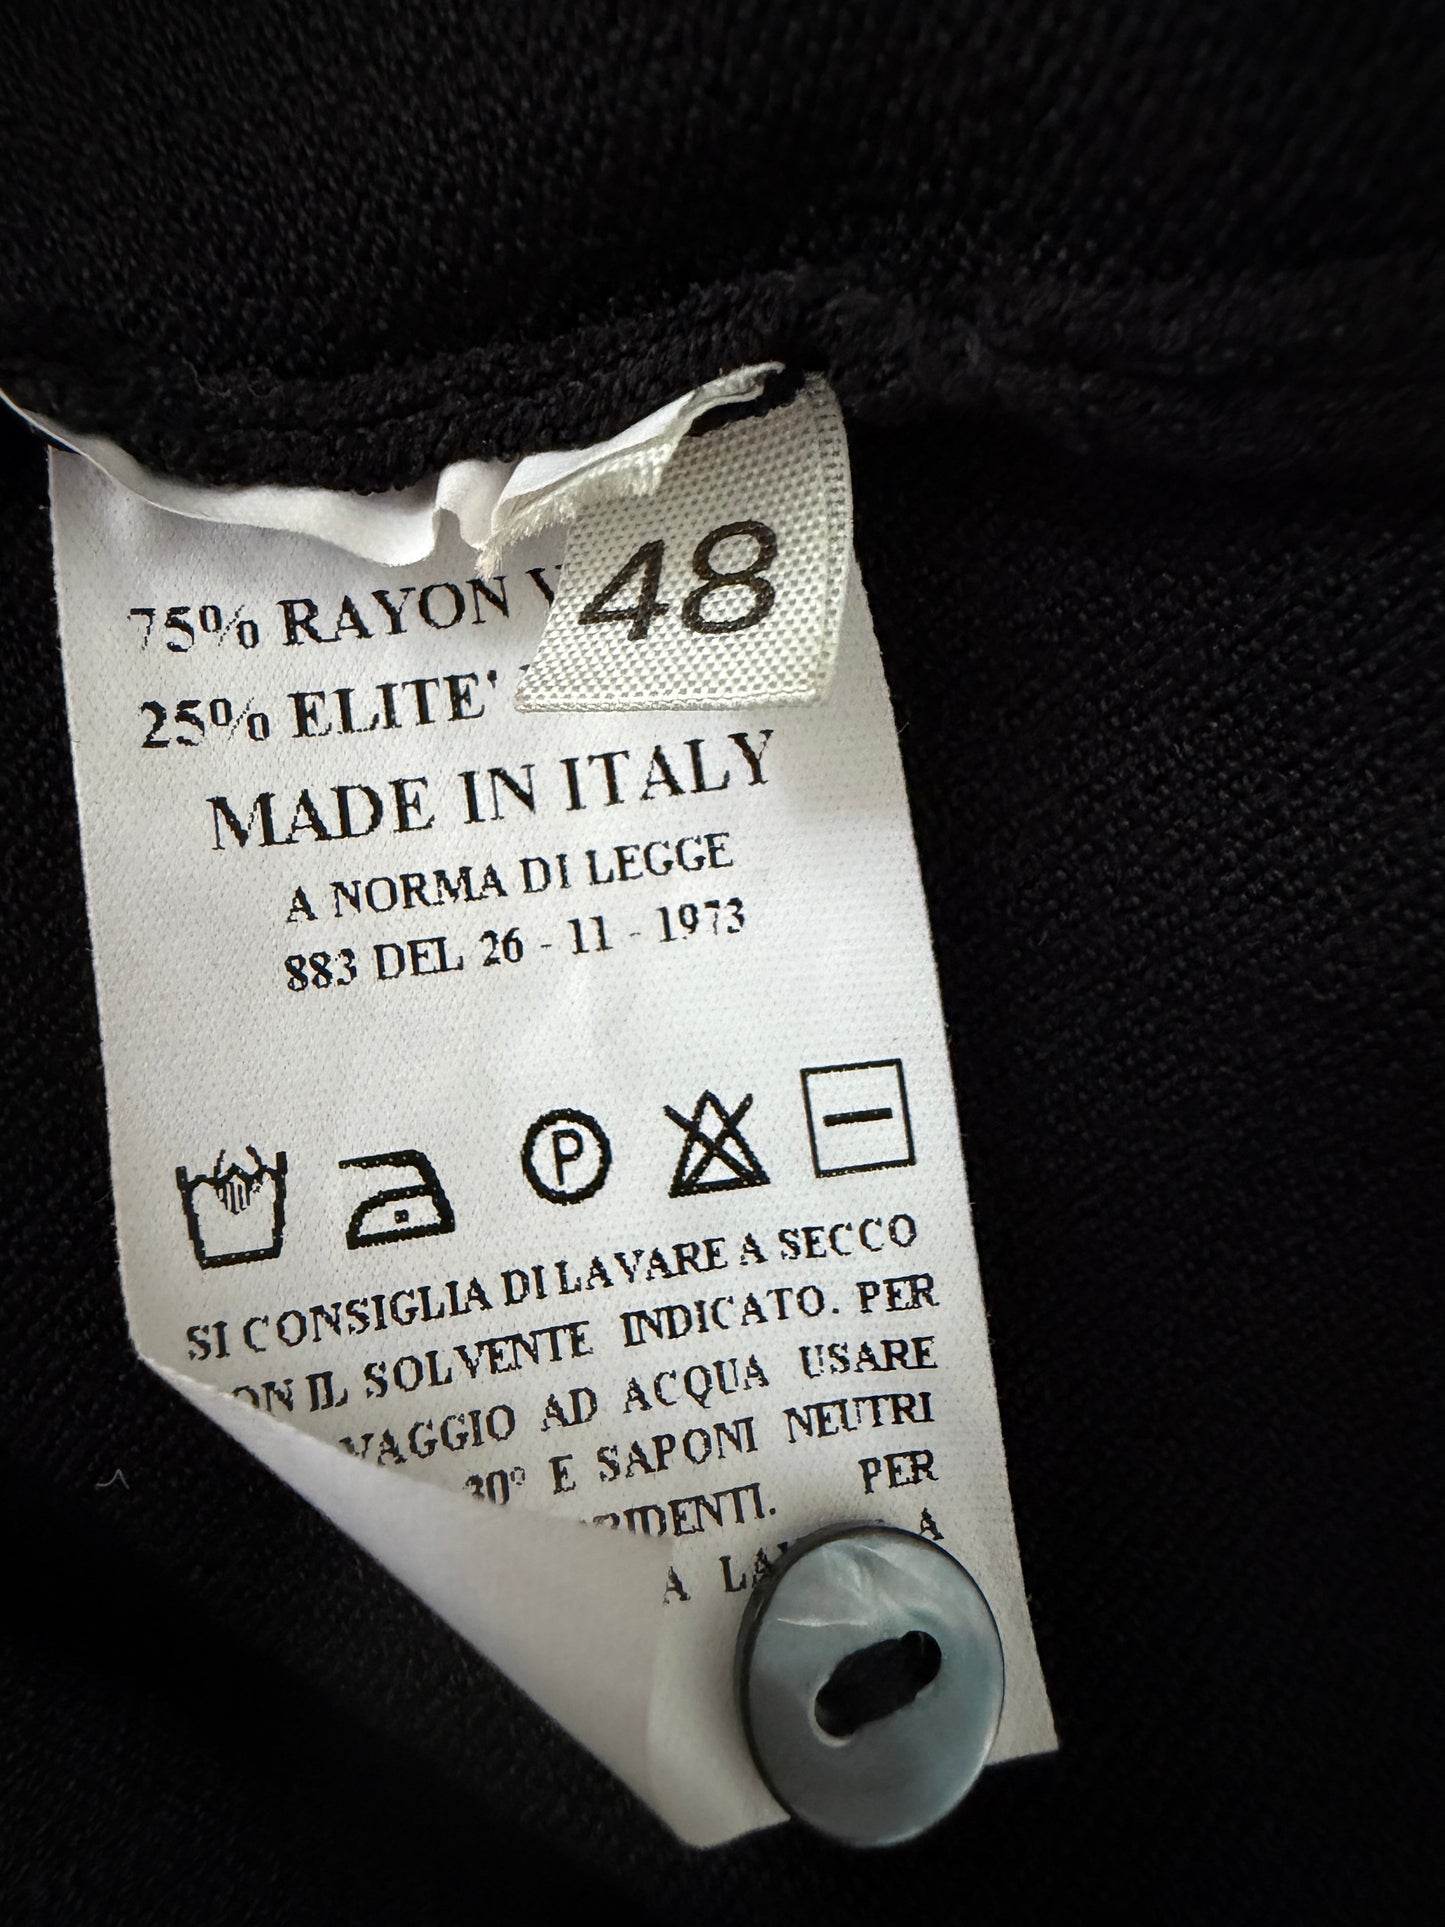 48
75% RAYON
25% ELITE'
MADE IN ITALY
A NORMA DI LEGGE
883 DEL 26 - 11 - 1973
P
SI CONSIGLIA DI LAVARE A SECCO
IL SOLVENTE INDICATO. PER
AD ACQUA USARE
30° E SAPONI NEUTRI
PER
A A